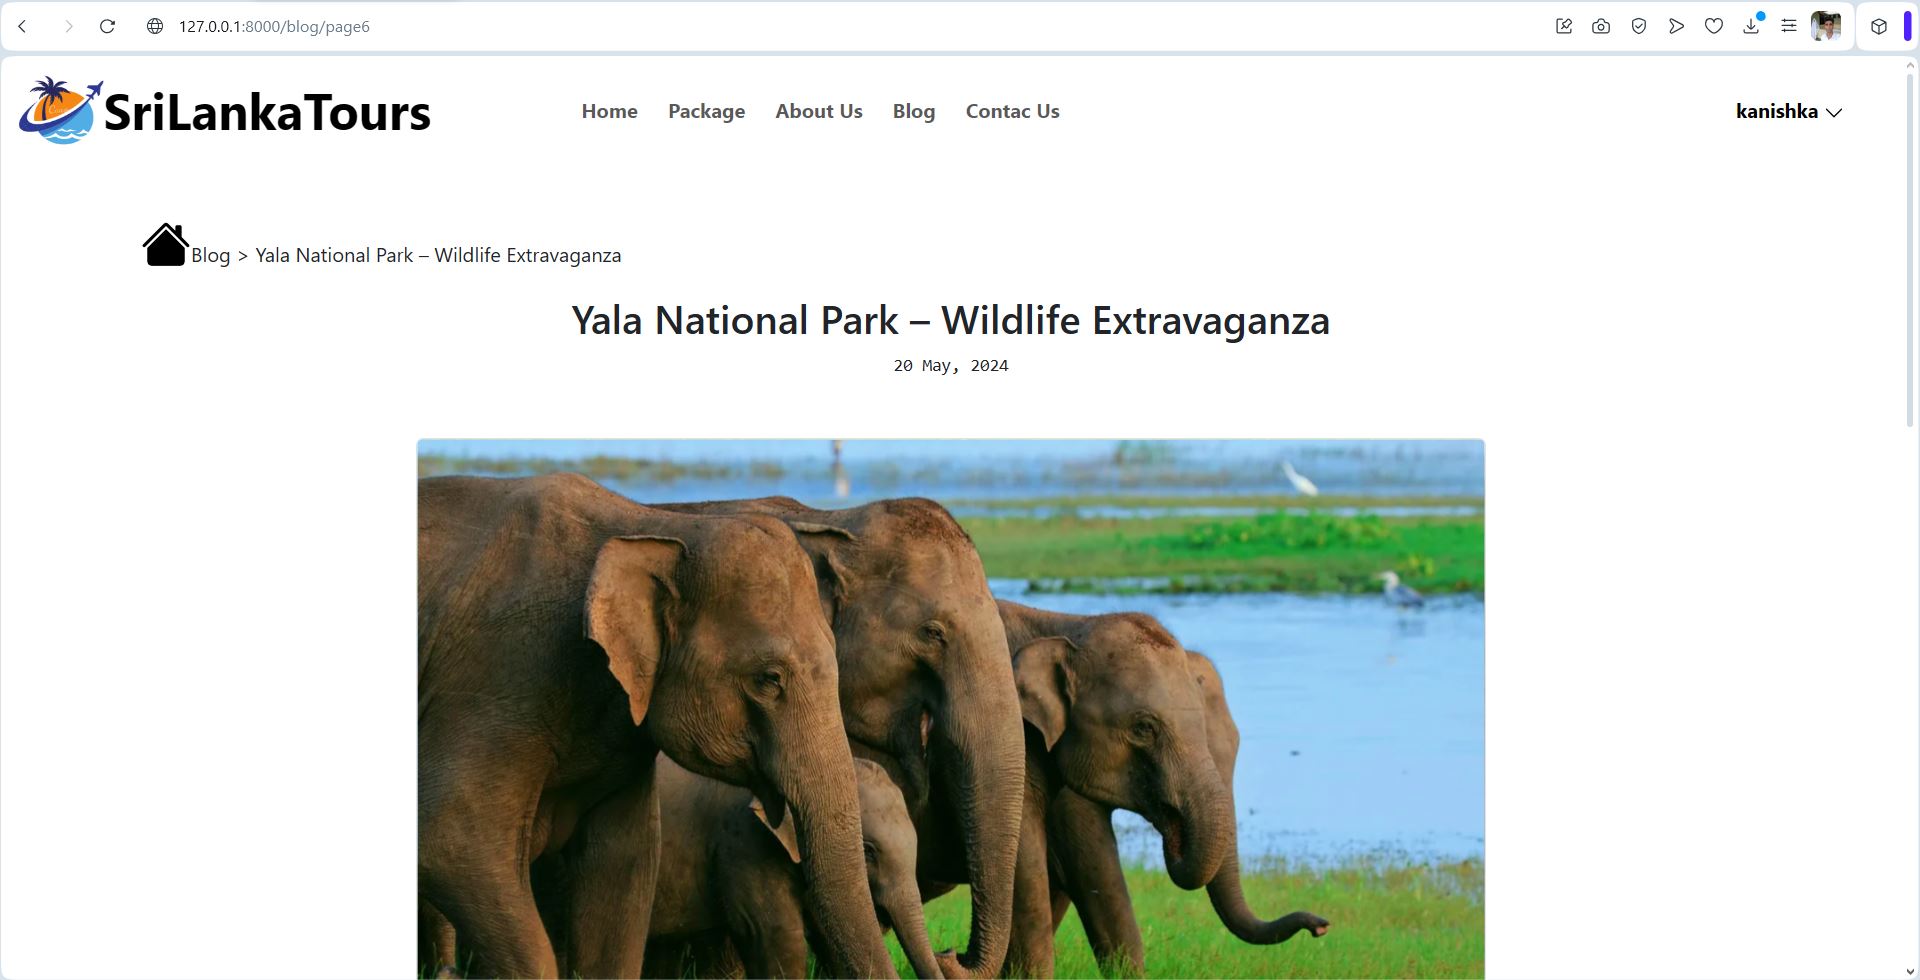 127.0.0.1:8000/blog/page6
SriLankaTours
Home Package About Us Blog Contac Us
kanishka
Blog > Yala National Park – Wildlife Extravaganza
Yala National Park – Wildlife Extravaganza
20 May, 2024